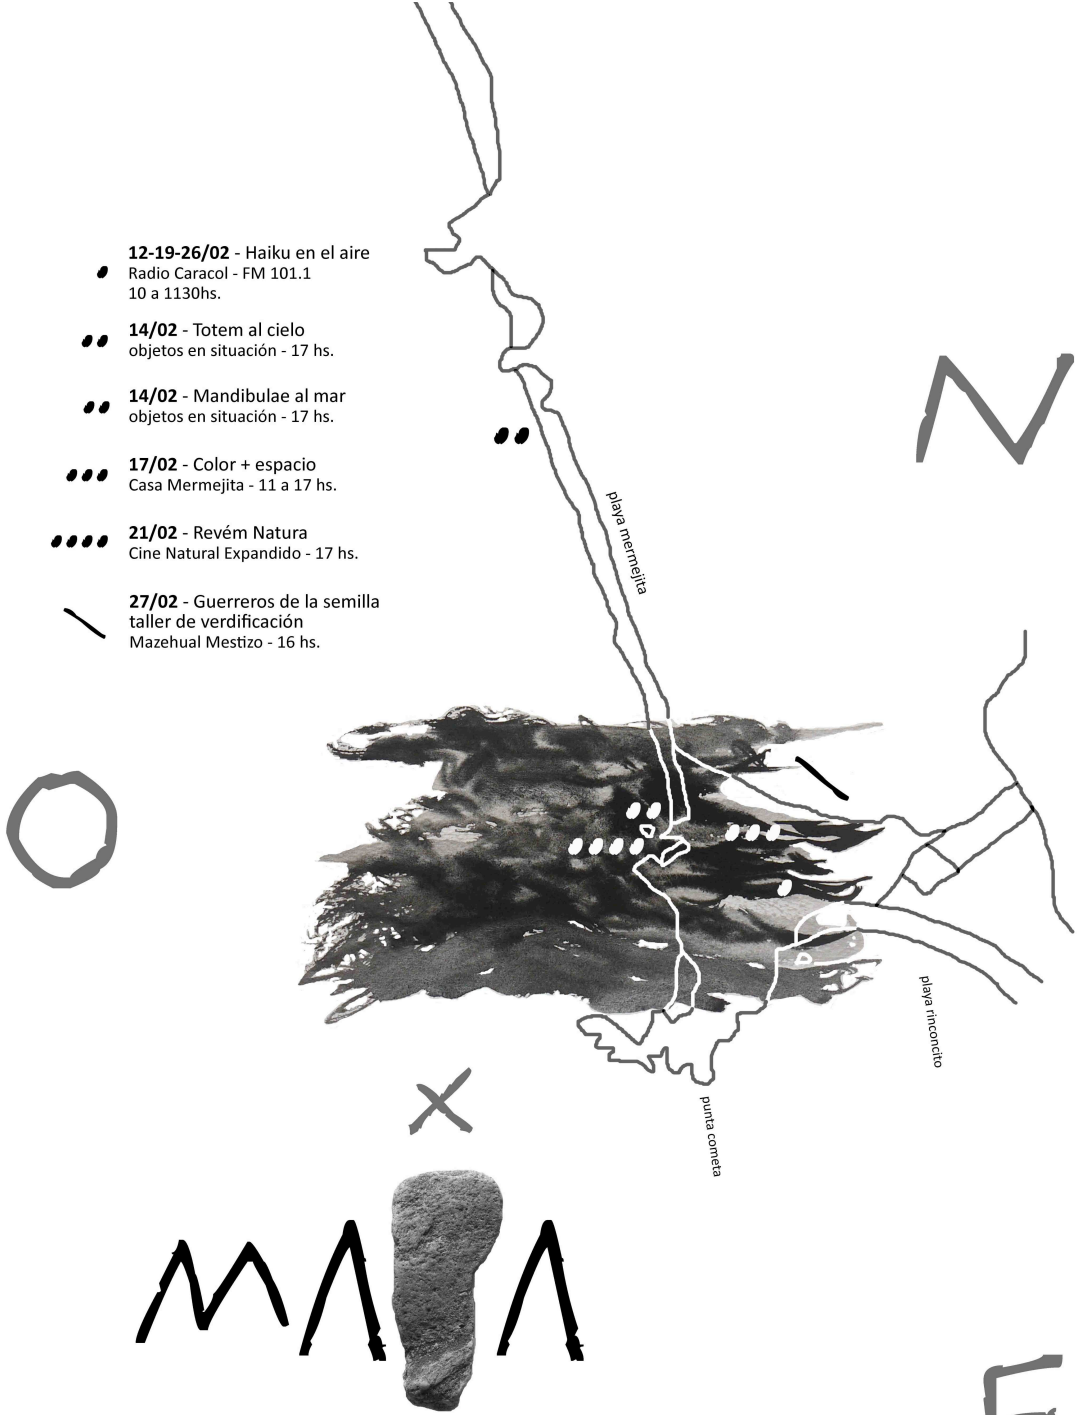 12-19-26/02 - Haiku en el aire
Radio Caracol - FM 101.1
10 a 1130hs.
14/02 - Totem al cielo
objetos en situación - 17 hs.
14/02 - Mandibulae al mar
objetos en situación - 17 hs.
17/02 - Color + espacio
Casa Mermejita - 11 a 17 hs.
21/02 - Revém Natura
Cine Natural Expandido - 17 hs.
27/02 - Guerreros de la semilla
taller de verdificación
Mazehual Mestizo - 16 hs.
N
playa mermejita
O
playa rinconcito
punta cometa
X
MAIA
E